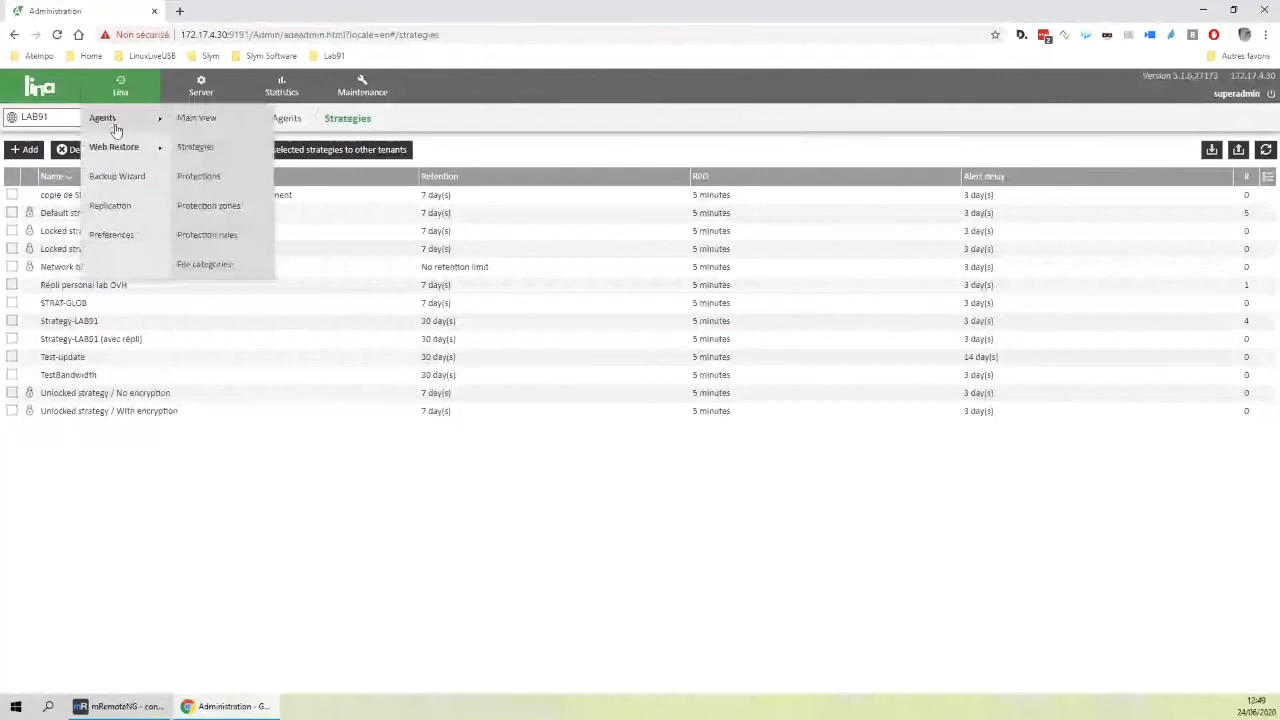 Administration
Non sécurisé 172.17.4.30:9191/Admin/adeadmin.html?locale=en#/strategies
Atempo Home LinuxLiveUSB Slym Slym Software Lab91 Autres favoris
lina Lina Server Statistics Maintenance
Version 5.1.6.27173 172.17.4.30
superadmin
LAB91 Agents Strategies
Agents Main view
Web Restore Strategies
Backup Wizard Protections
Replication Protection zones
Preferences Protection rules
File categories
Add selected strategies to other tenants
Name Retention RPO Alert delay #
copie de 7 day(s) 5 minutes 3 day(s) 0
Default 7 day(s) 5 minutes 3 day(s) 5
Locked 7 day(s) 5 minutes 3 day(s) 0
Locked 7 day(s) 5 minutes 3 day(s) 0
Network No retention limit 5 minutes 3 day(s) 0
Répli personal lab OVH 7 day(s) 5 minutes 3 day(s) 1
STRAT-GLOB 7 day(s) 5 minutes 3 day(s) 0
Strategy-LAB91 30 day(s) 5 minutes 3 day(s) 4
Strategy-LAB91 (avec répli) 30 day(s) 5 minutes 3 day(s) 0
Test-update 30 day(s) 5 minutes 14 day(s) 0
TestBandwidth 30 day(s) 5 minutes 3 day(s) 0
Unlocked strategy / No encryption 7 day(s) 5 minutes 3 day(s) 0
Unlocked strategy / With encryption 7 day(s) 5 minutes 3 day(s) 0
mRemoteNG - con... Administration - G...
12:49
24/06/2020